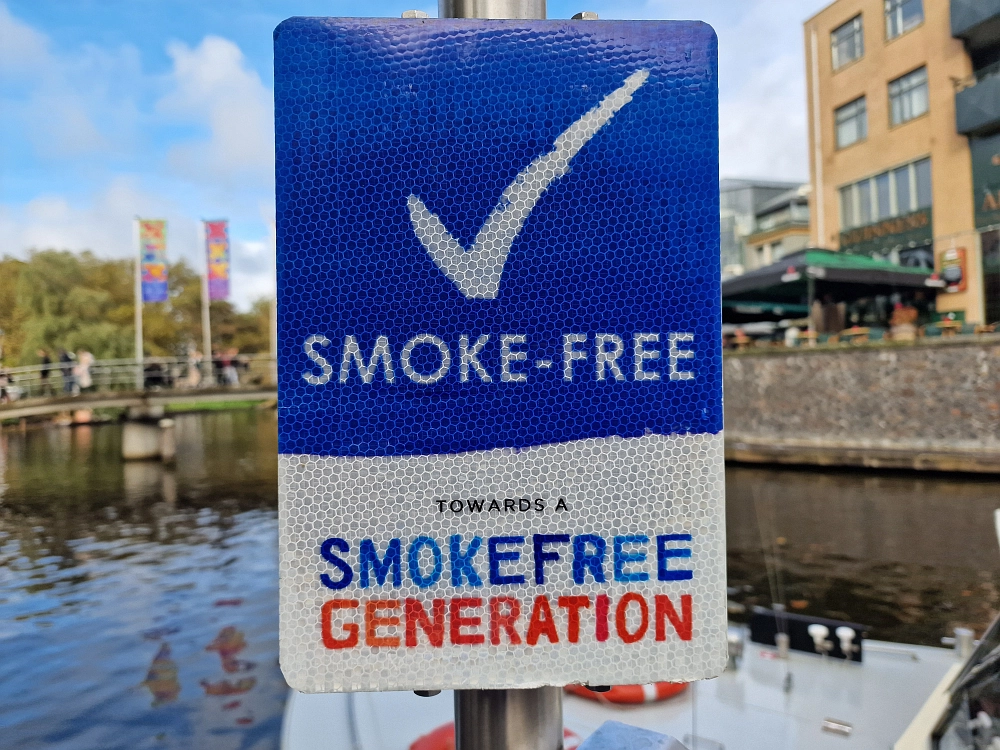 SMOKE-FREE
TOWARDS A
SMOKEFREE
GENERATION